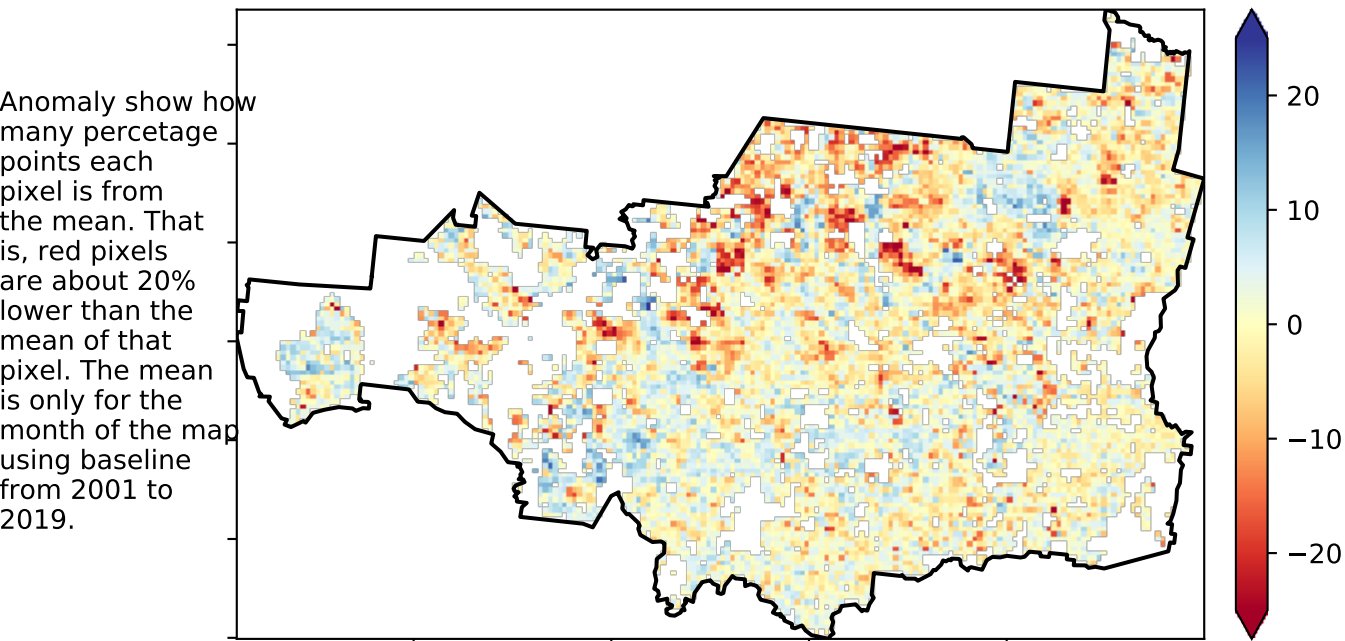 Anomaly show how
many percetage
points each
pixel is from
the mean. That
is, red pixels
are about 20%
lower than the
mean of that
pixel. The mean
is only for the
month of the map
using baseline
from 2001 to
2019.
20
10
0
−10
−20